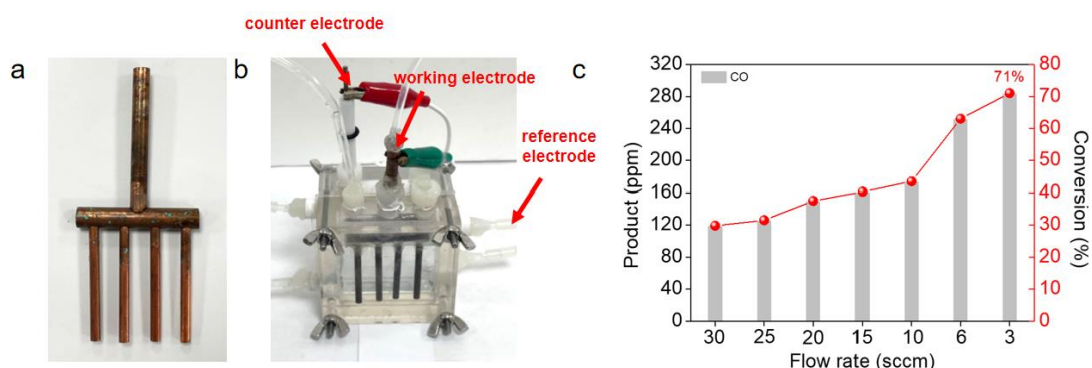 a
b
counter electrode
working electrode
reference
electrode
c
CO
71%
Product (ppm)
320
280
240
200
160
120
80
40
0
Conversion (%)
80
70
60
50
40
30
20
10
0
30 25 20 15 10 6 3
Flow rate (sccm)